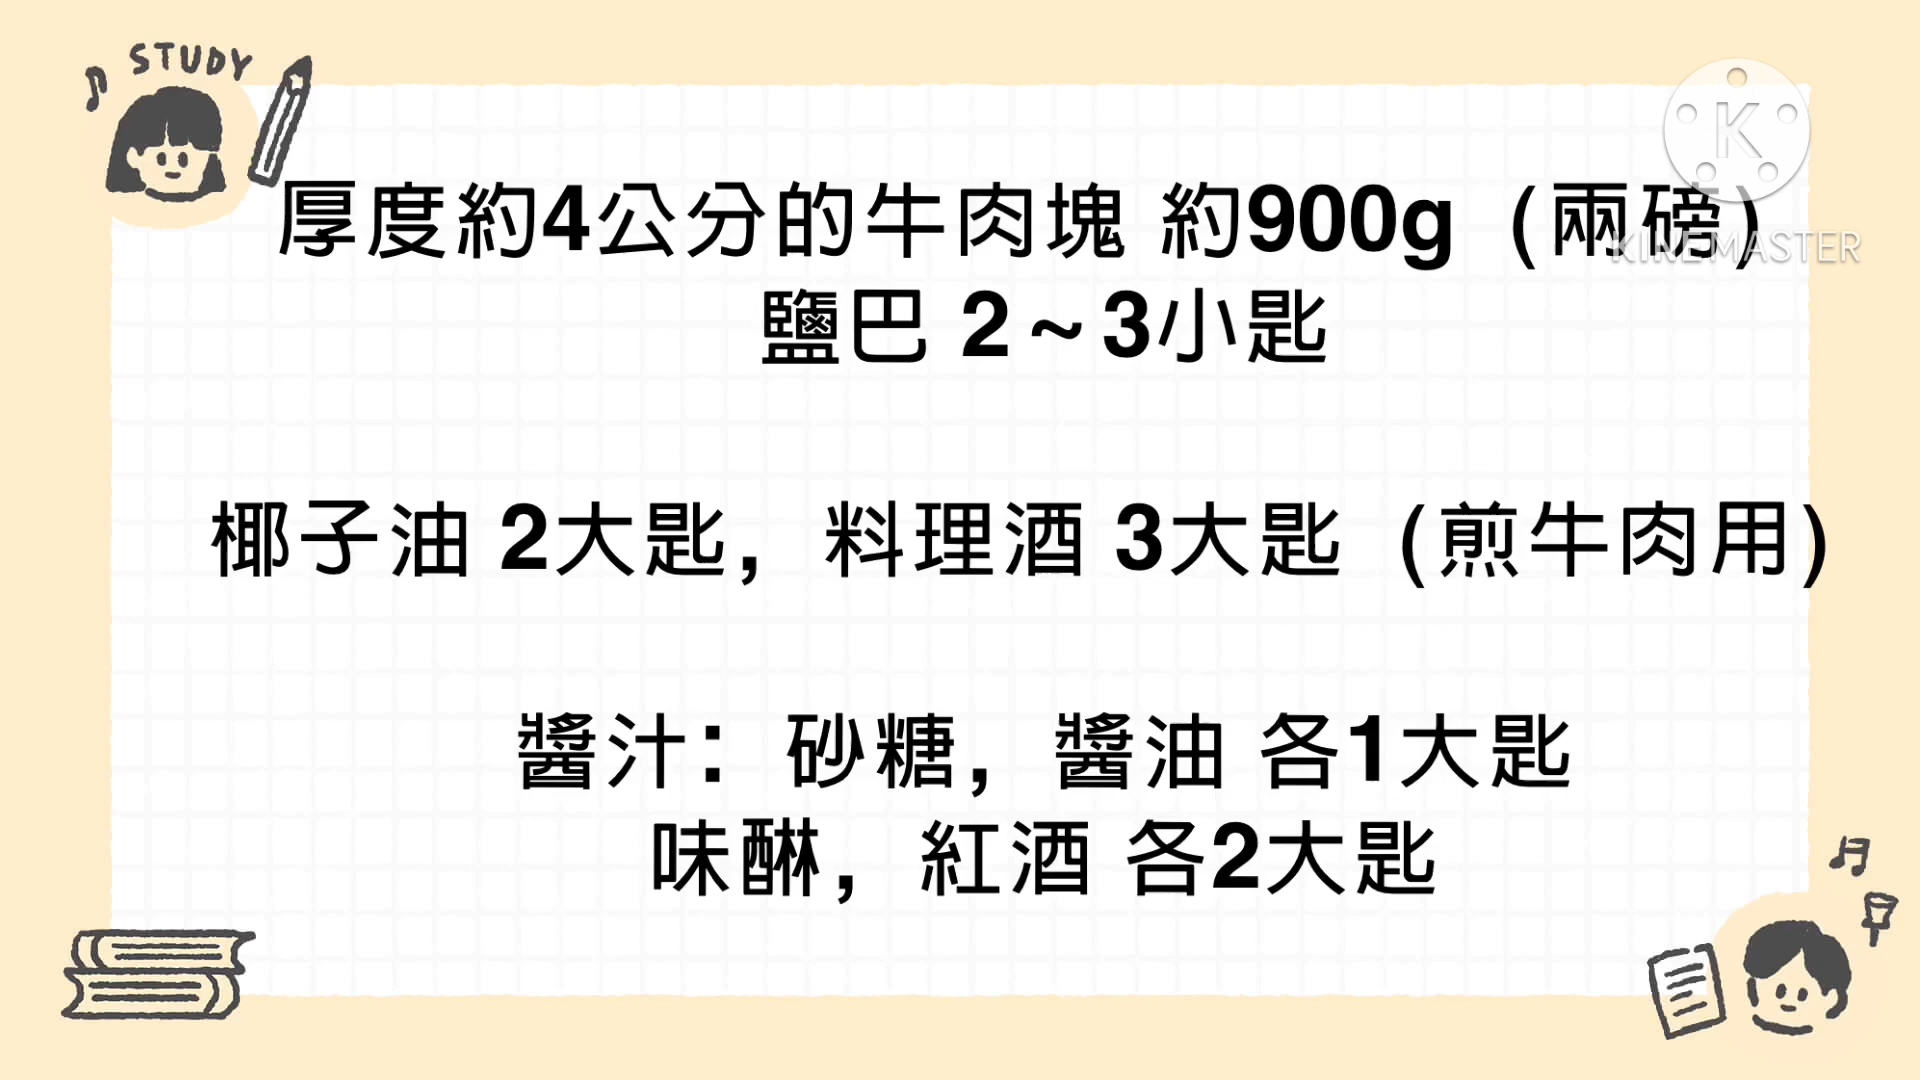 STUDY
K
KINEMASTER
厚度約4公分的牛肉塊 約900g（兩磅）
鹽巴 2～3小匙
椰子油 2大匙，料理酒 3大匙（煎牛肉用）
醬汁：砂糖，醬油 各1大匙
味醂，紅酒 各2大匙